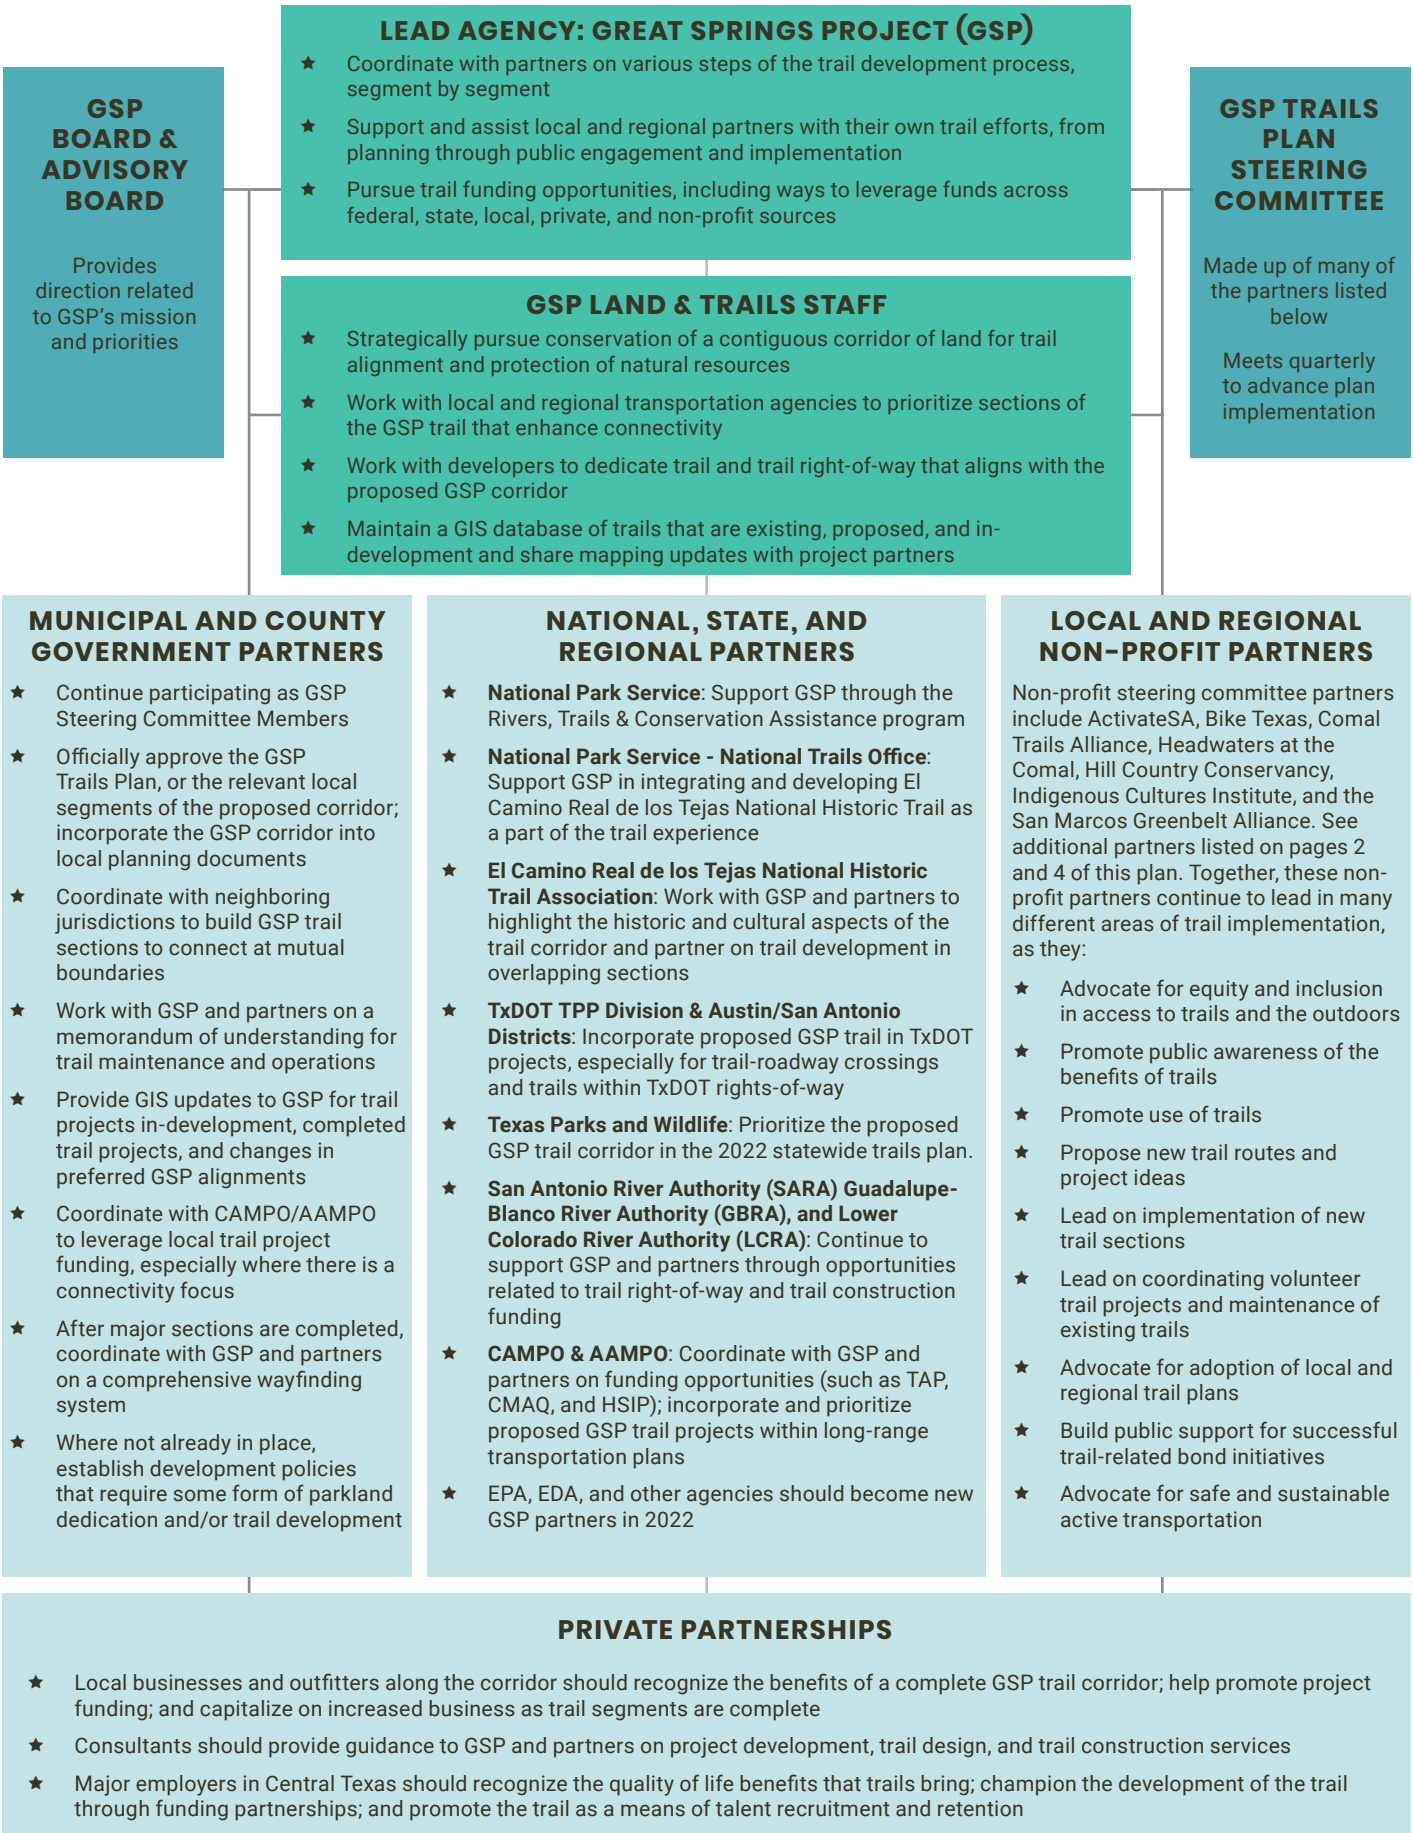 LEAD AGENCY: GREAT SPRINGS PROJECT (GSP)
★ Coordinate with partners on various steps of the trail development process,
segment by segment
★ Support and assist local and regional partners with their own trail efforts, from
planning through public engagement and implementation
★ Pursue trail funding opportunities, including ways to leverage funds across
federal, state, local, private, and non-profit sources
GSP
BOARD &
ADVISORY
BOARD
Provides
direction related
to GSP's mission
and priorities
GSP TRAILS
PLAN
STEERING
COMMITTEE
Made up of many of
the partners listed
below
Meets quarterly
to advance plan
implementation
GSP LAND & TRAILS STAFF
★ Strategically pursue conservation of a contiguous corridor of land for trail
alignment and protection of natural resources
★ Work with local and regional transportation agencies to prioritize sections of
the GSP trail that enhance connectivity
★ Work with developers to dedicate trail and trail right-of-way that aligns with the
proposed GSP corridor
★ Maintain a GIS database of trails that are existing, proposed, and in-
development and share mapping updates with project partners
MUNICIPAL AND COUNTY
GOVERNMENT PARTNERS
★ Continue participating as GSP
Steering Committee Members
★ Officially approve the GSP
Trails Plan, or the relevant local
segments of the proposed corridor;
incorporate the GSP corridor into
local planning documents
★ Coordinate with neighboring
jurisdictions to build GSP trail
sections to connect at mutual
boundaries
★ Work with GSP and partners on a
memorandum of understanding for
trail maintenance and operations
★ Provide GIS updates to GSP for trail
projects in-development, completed
trail projects, and changes in
preferred GSP alignments
★ Coordinate with CAMPO/AAMPO
to leverage local trail project
funding, especially where there is a
connectivity focus
★ After major sections are completed,
coordinate with GSP and partners
on a comprehensive wayfinding
system
★ Where not already in place,
establish development policies
that require some form of parkland
dedication and/or trail development
NATIONAL, STATE, AND
REGIONAL PARTNERS
★ National Park Service: Support GSP through the
Rivers, Trails & Conservation Assistance program
★ National Park Service - National Trails Office:
Support GSP in integrating and developing El
Camino Real de los Tejas National Historic Trail as
a part of the trail experience
★ El Camino Real de los Tejas National Historic
Trail Association: Work with GSP and partners to
highlight the historic and cultural aspects of the
trail corridor and partner on trail development in
overlapping sections
★ TxDOT TPP Division & Austin/San Antonio
Districts: Incorporate proposed GSP trail in TxDOT
projects, especially for trail-roadway crossings
and trails within TxDOT rights-of-way
★ Texas Parks and Wildlife: Prioritize the proposed
GSP trail corridor in the 2022 statewide trails plan.
★ San Antonio River Authority (SARA) Guadalupe-
Blanco River Authority (GBRA), and Lower
Colorado River Authority (LCRA): Continue to
support GSP and partners through opportunities
related to trail right-of-way and trail construction
funding
★ CAMPO & AAMPO: Coordinate with GSP and
partners on funding opportunities (such as TAP,
CMAQ, and HSIP); incorporate and prioritize
proposed GSP trail projects within long-range
transportation plans
★ EPA, EDA, and other agencies should become new
GSP partners in 2022
LOCAL AND REGIONAL
NON-PROFIT PARTNERS
Non-profit steering committee partners
include ActivateSA, Bike Texas, Comal
Trails Alliance, Headwaters at the
Comal, Hill Country Conservancy,
Indigenous Cultures Institute, and the
San Marcos Greenbelt Alliance. See
additional partners listed on pages 2
and 4 of this plan. Together, these non-
profit partners continue to lead in many
different areas of trail implementation,
as they:
★ Advocate for equity and inclusion
in access to trails and the outdoors
★ Promote public awareness of the
benefits of trails
★ Promote use of trails
★ Propose new trail routes and
project ideas
★ Lead on implementation of new
trail sections
★ Lead on coordinating volunteer
trail projects and maintenance of
existing trails
★ Advocate for adoption of local and
regional trail plans
★ Build public support for successful
trail-related bond initiatives
★ Advocate for safe and sustainable
active transportation
PRIVATE PARTNERSHIPS
★ Local businesses and outfitters along the corridor should recognize the benefits of a complete GSP trail corridor; help promote project
funding; and capitalize on increased business as trail segments are complete
★ Consultants should provide guidance to GSP and partners on project development, trail design, and trail construction services
★ Major employers in Central Texas should recognize the quality of life benefits that trails bring; champion the development of the trail
through funding partnerships; and promote the trail as a means of talent recruitment and retention